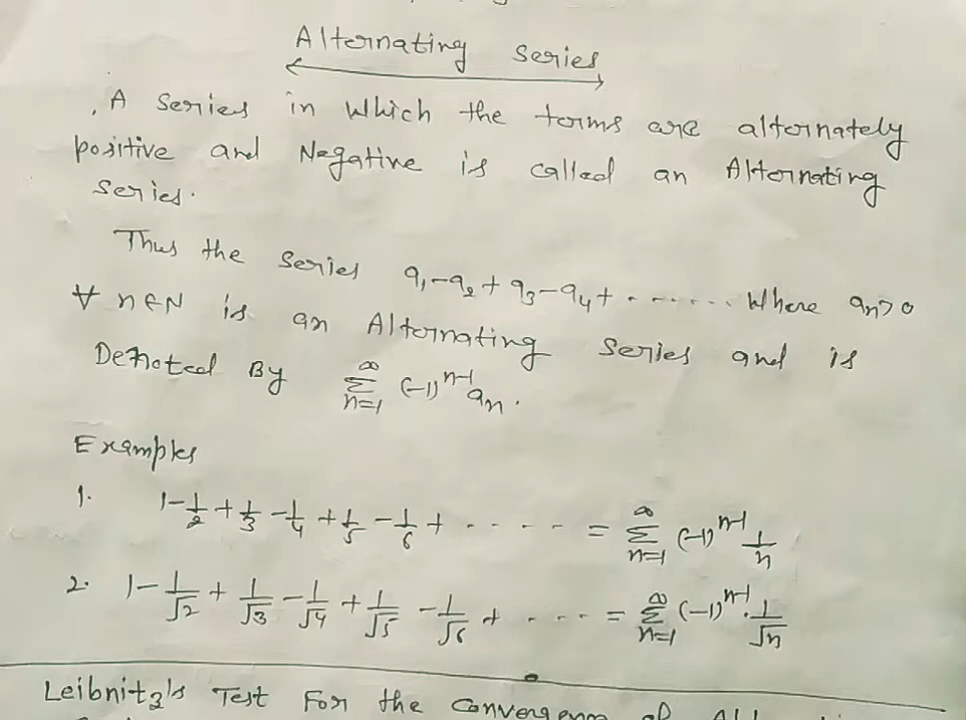 Alternating Series
A Series in which the terms are alternately
positive and Negative is called an Alternating
Series.
Thus the Series a₁-a₂+a₃-a₄+ ....... Where aₙ>0
∀ n∈N is an Alternating Series and is
Denoted By ∑_{n=1}^{∞} (-1)^{n-1} aₙ.
Examples
1. 1-1/2+1/3-1/4+1/5-1/6+ ..... = ∑_{n=1}^{∞} (-1)^{n-1} 1/n
2. 1-1/√2+1/√3-1/√4+1/√5-1/√6+ .... = ∑_{n=1}^{∞} (-1)^{n-1}.1/√n
Leibnitz's Test For the Convergence of